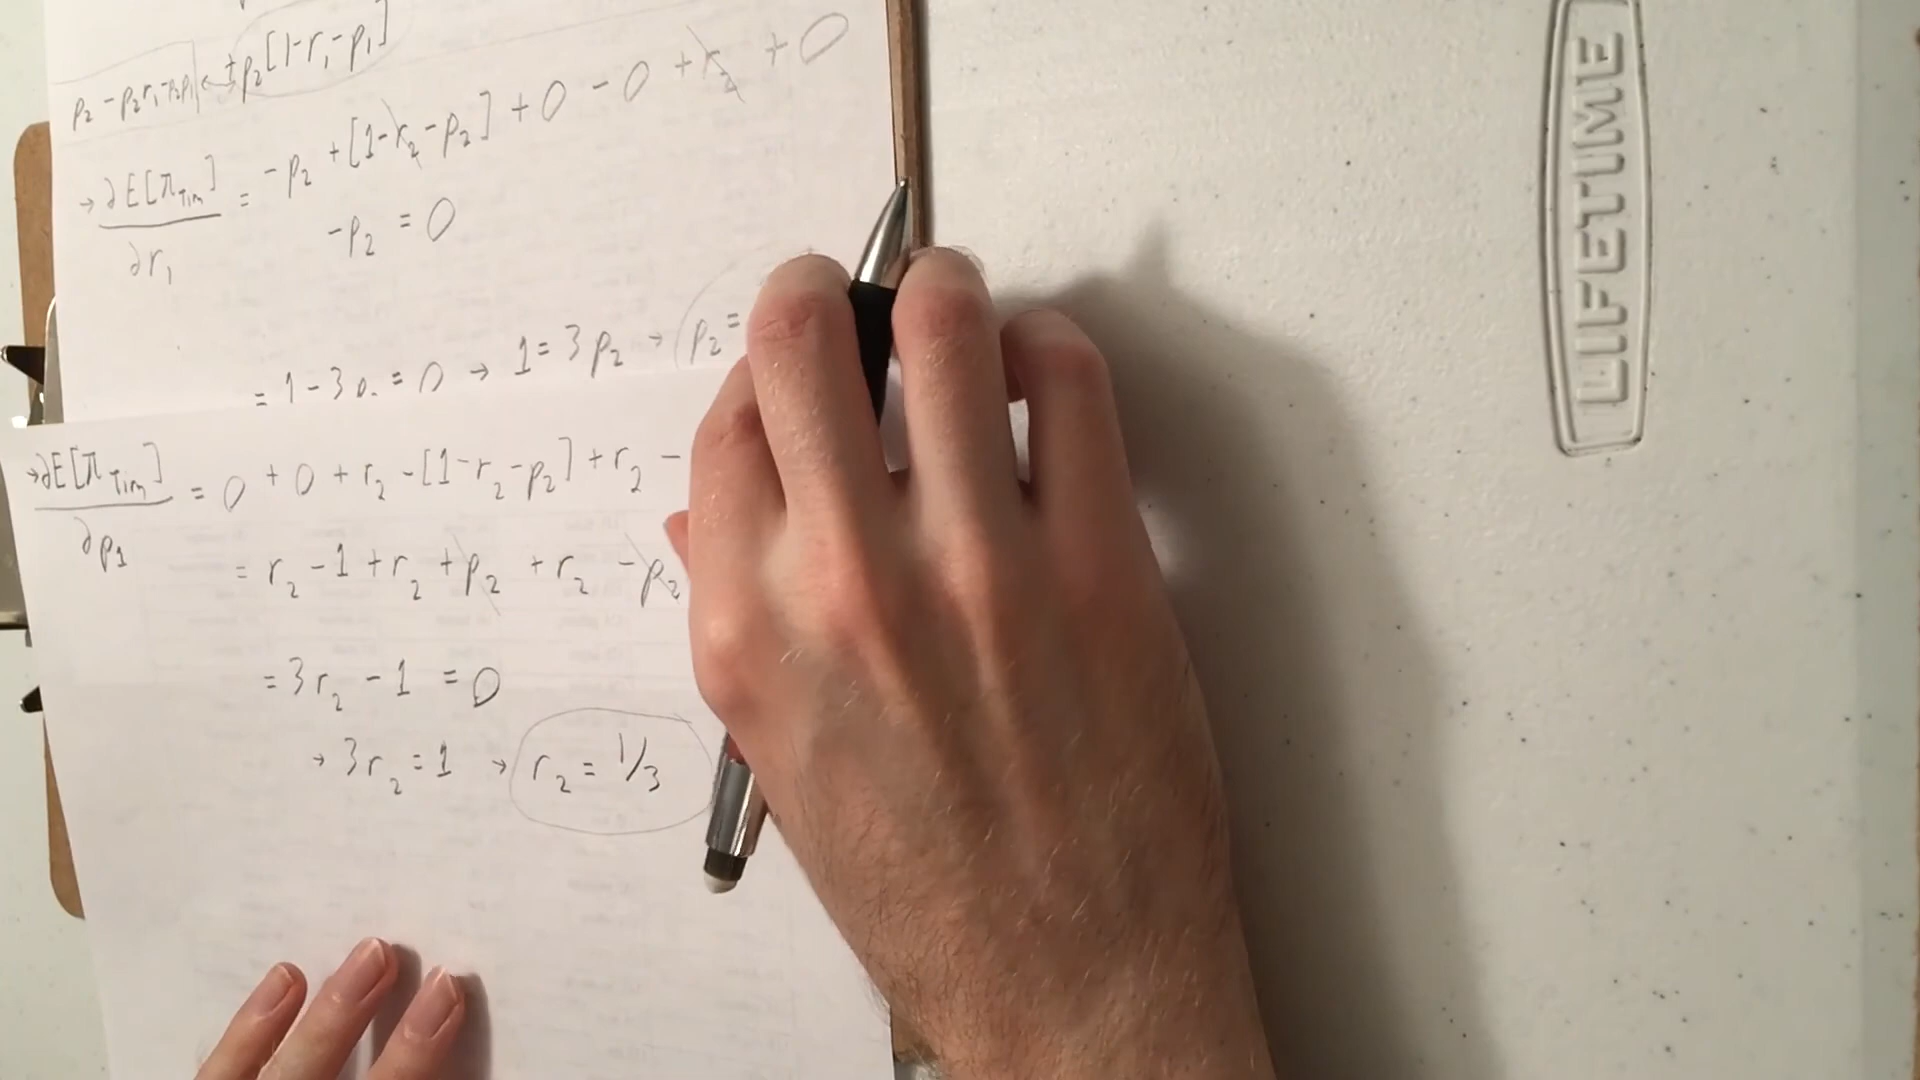 p₂ - p₂r₁ - p₂p₁ ← + p₂[1-r₁-p₁]
→ ∂E[π_Tim] / ∂r₁ = -p₂ + [1-r₂-p₂] + 0 - 0 + r₂ + 0
-p₂ = 0
= 1 - 3p. = 0 → 1 = 3p₂ → p₂ =
→ ∂E[π_Tim] / ∂p₁ = 0 + 0 + r₂ - [1-r₂-p₂] + r₂ -
= r₂ - 1 + r₂ + p₂ + r₂ - p₂
= 3r₂ - 1 = 0
→ 3r₂ = 1 → r₂ = 1/3
LIFETIME